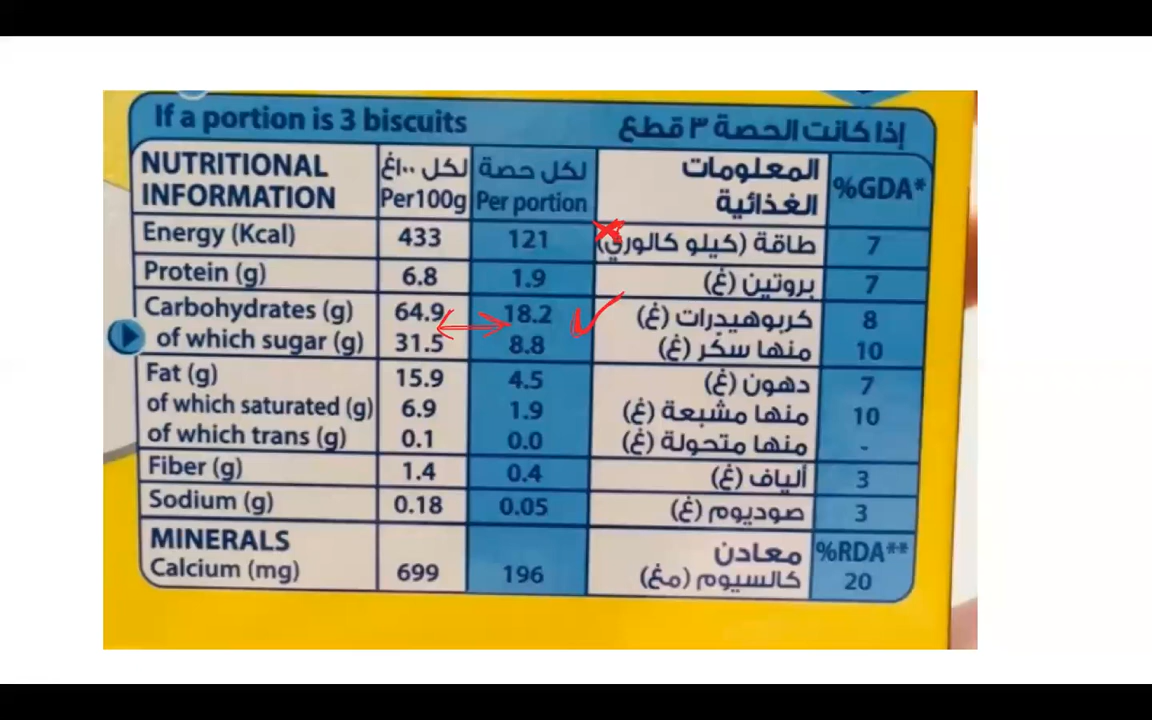 If a portion is 3 biscuits إذا كانت الحصة ٣ قطع
NUTRITIONAL INFORMATION لكل ١٠٠غ Per100g لكل حصة Per portion المعلومات الغذائية %GDA*
Energy (Kcal) 433 121 طاقة (كيلو كالوري) 7
Protein (g) 6.8 1.9 بروتين (غ) 7
Carbohydrates (g) 64.9 18.2 كربوهيدرات (غ) 8
of which sugar (g) 31.5 8.8 منها سكّر (غ) 10
Fat (g) 15.9 4.5 دهون (غ) 7
of which saturated (g) 6.9 1.9 منها مشبعة (غ) 10
of which trans (g) 0.1 0.0 منها متحولة (غ) -
Fiber (g) 1.4 0.4 ألياف (غ) 3
Sodium (g) 0.18 0.05 صوديوم (غ) 3
MINERALS معادن %RDA**
Calcium (mg) 699 196 كالسيوم (مغ) 20